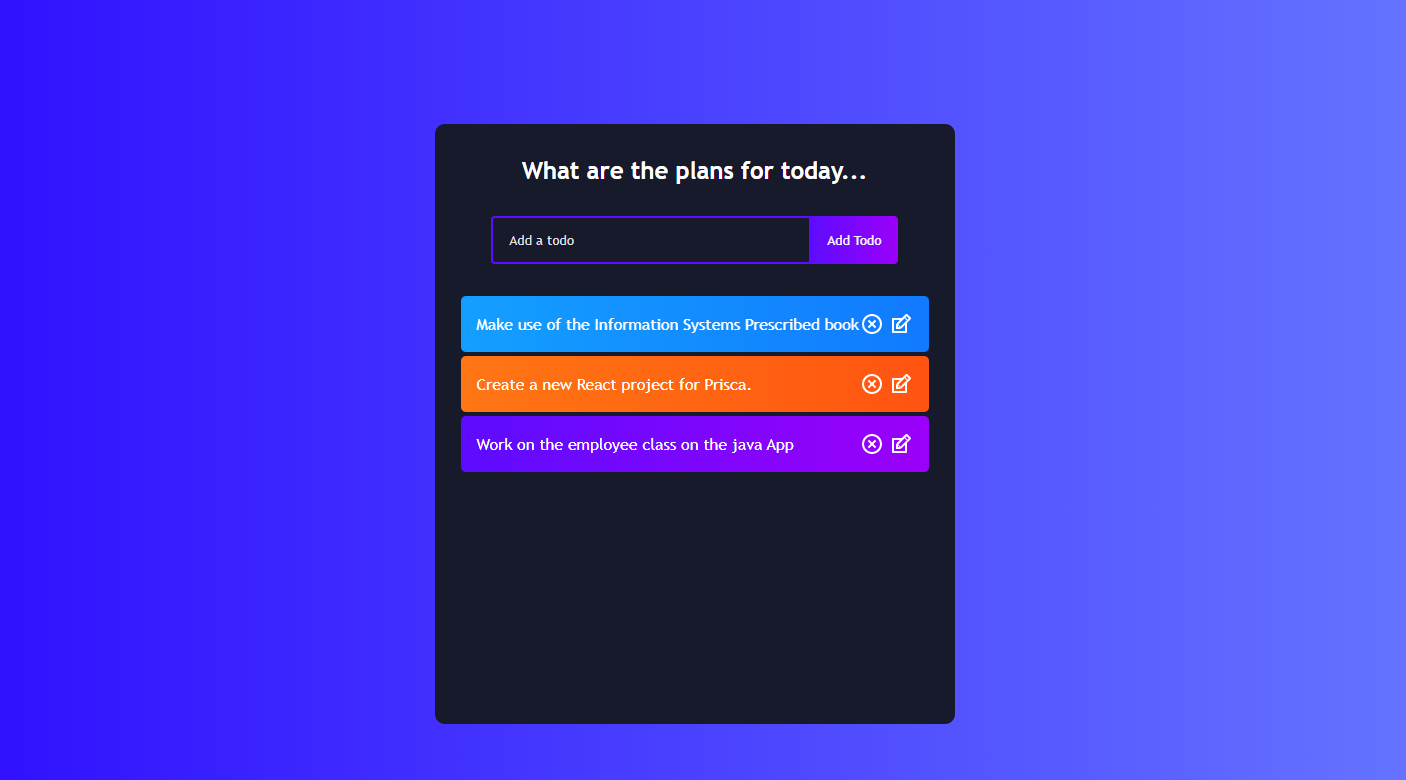 What are the plans for today...
Add a todo
Add Todo
Make use of the Information Systems Prescribed book
Create a new React project for Prisca.
Work on the employee class on the java App